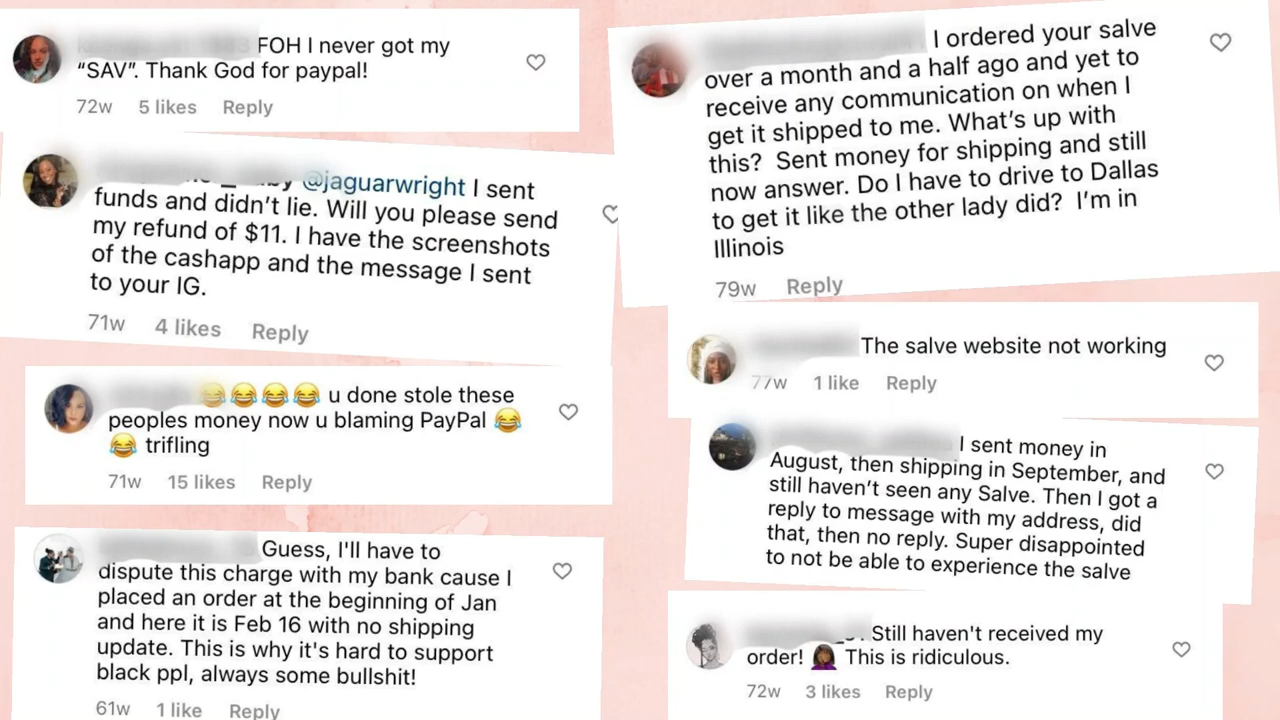 FOH I never got my
“SAV”. Thank God for paypal!
72w 5 likes Reply
@jaguarwright I sent
funds and didn’t lie. Will you please send
my refund of $11. I have the screenshots
of the cashapp and the message I sent
to your IG.
71w 4 likes Reply
😂😂😂😂 u done stole these
peoples money now u blaming PayPal 😂
😂 trifling
71w 15 likes Reply
Guess, I'll have to
dispute this charge with my bank cause I
placed an order at the beginning of Jan
and here it is Feb 16 with no shipping
update. This is why it's hard to support
black ppl, always some bullshit!
61w 1 like Reply
I ordered your salve
over a month and a half ago and yet to
receive any communication on when I
get it shipped to me. What’s up with
this? Sent money for shipping and still
now answer. Do I have to drive to Dallas
to get it like the other lady did? I’m in
Illinois
79w Reply
The salve website not working
77w 1 like Reply
I sent money in
August, then shipping in September, and
still haven’t seen any Salve. Then I got a
reply to message with my address, did
that, then no reply. Super disappointed
to not be able to experience the salve
Still haven't received my
order! 🤦🏾‍♀️ This is ridiculous.
72w 3 likes Reply